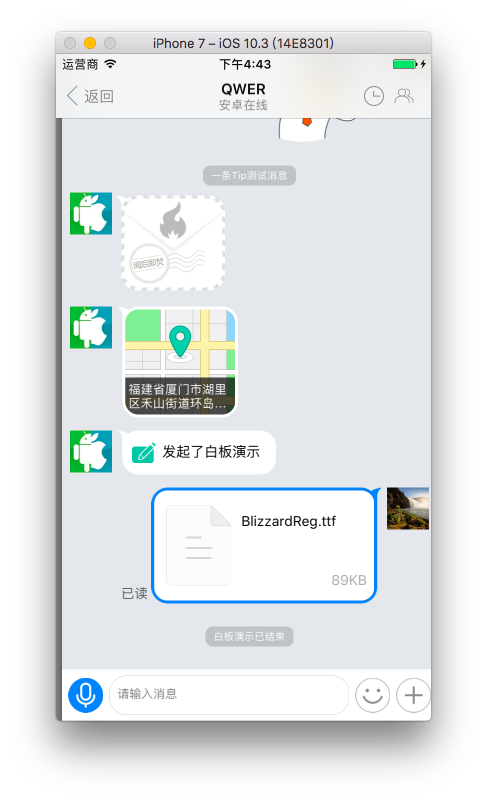 iPhone 7 – iOS 10.3 (14E8301)
运营商 下午4:43
返回 QWER
安卓在线
一条Tip测试消息
阅后即焚
福建省厦门市湖里
区禾山街道环岛...
发起了白板演示
BlizzardReg.ttf
89KB
已读
白板演示已结束
请输入消息